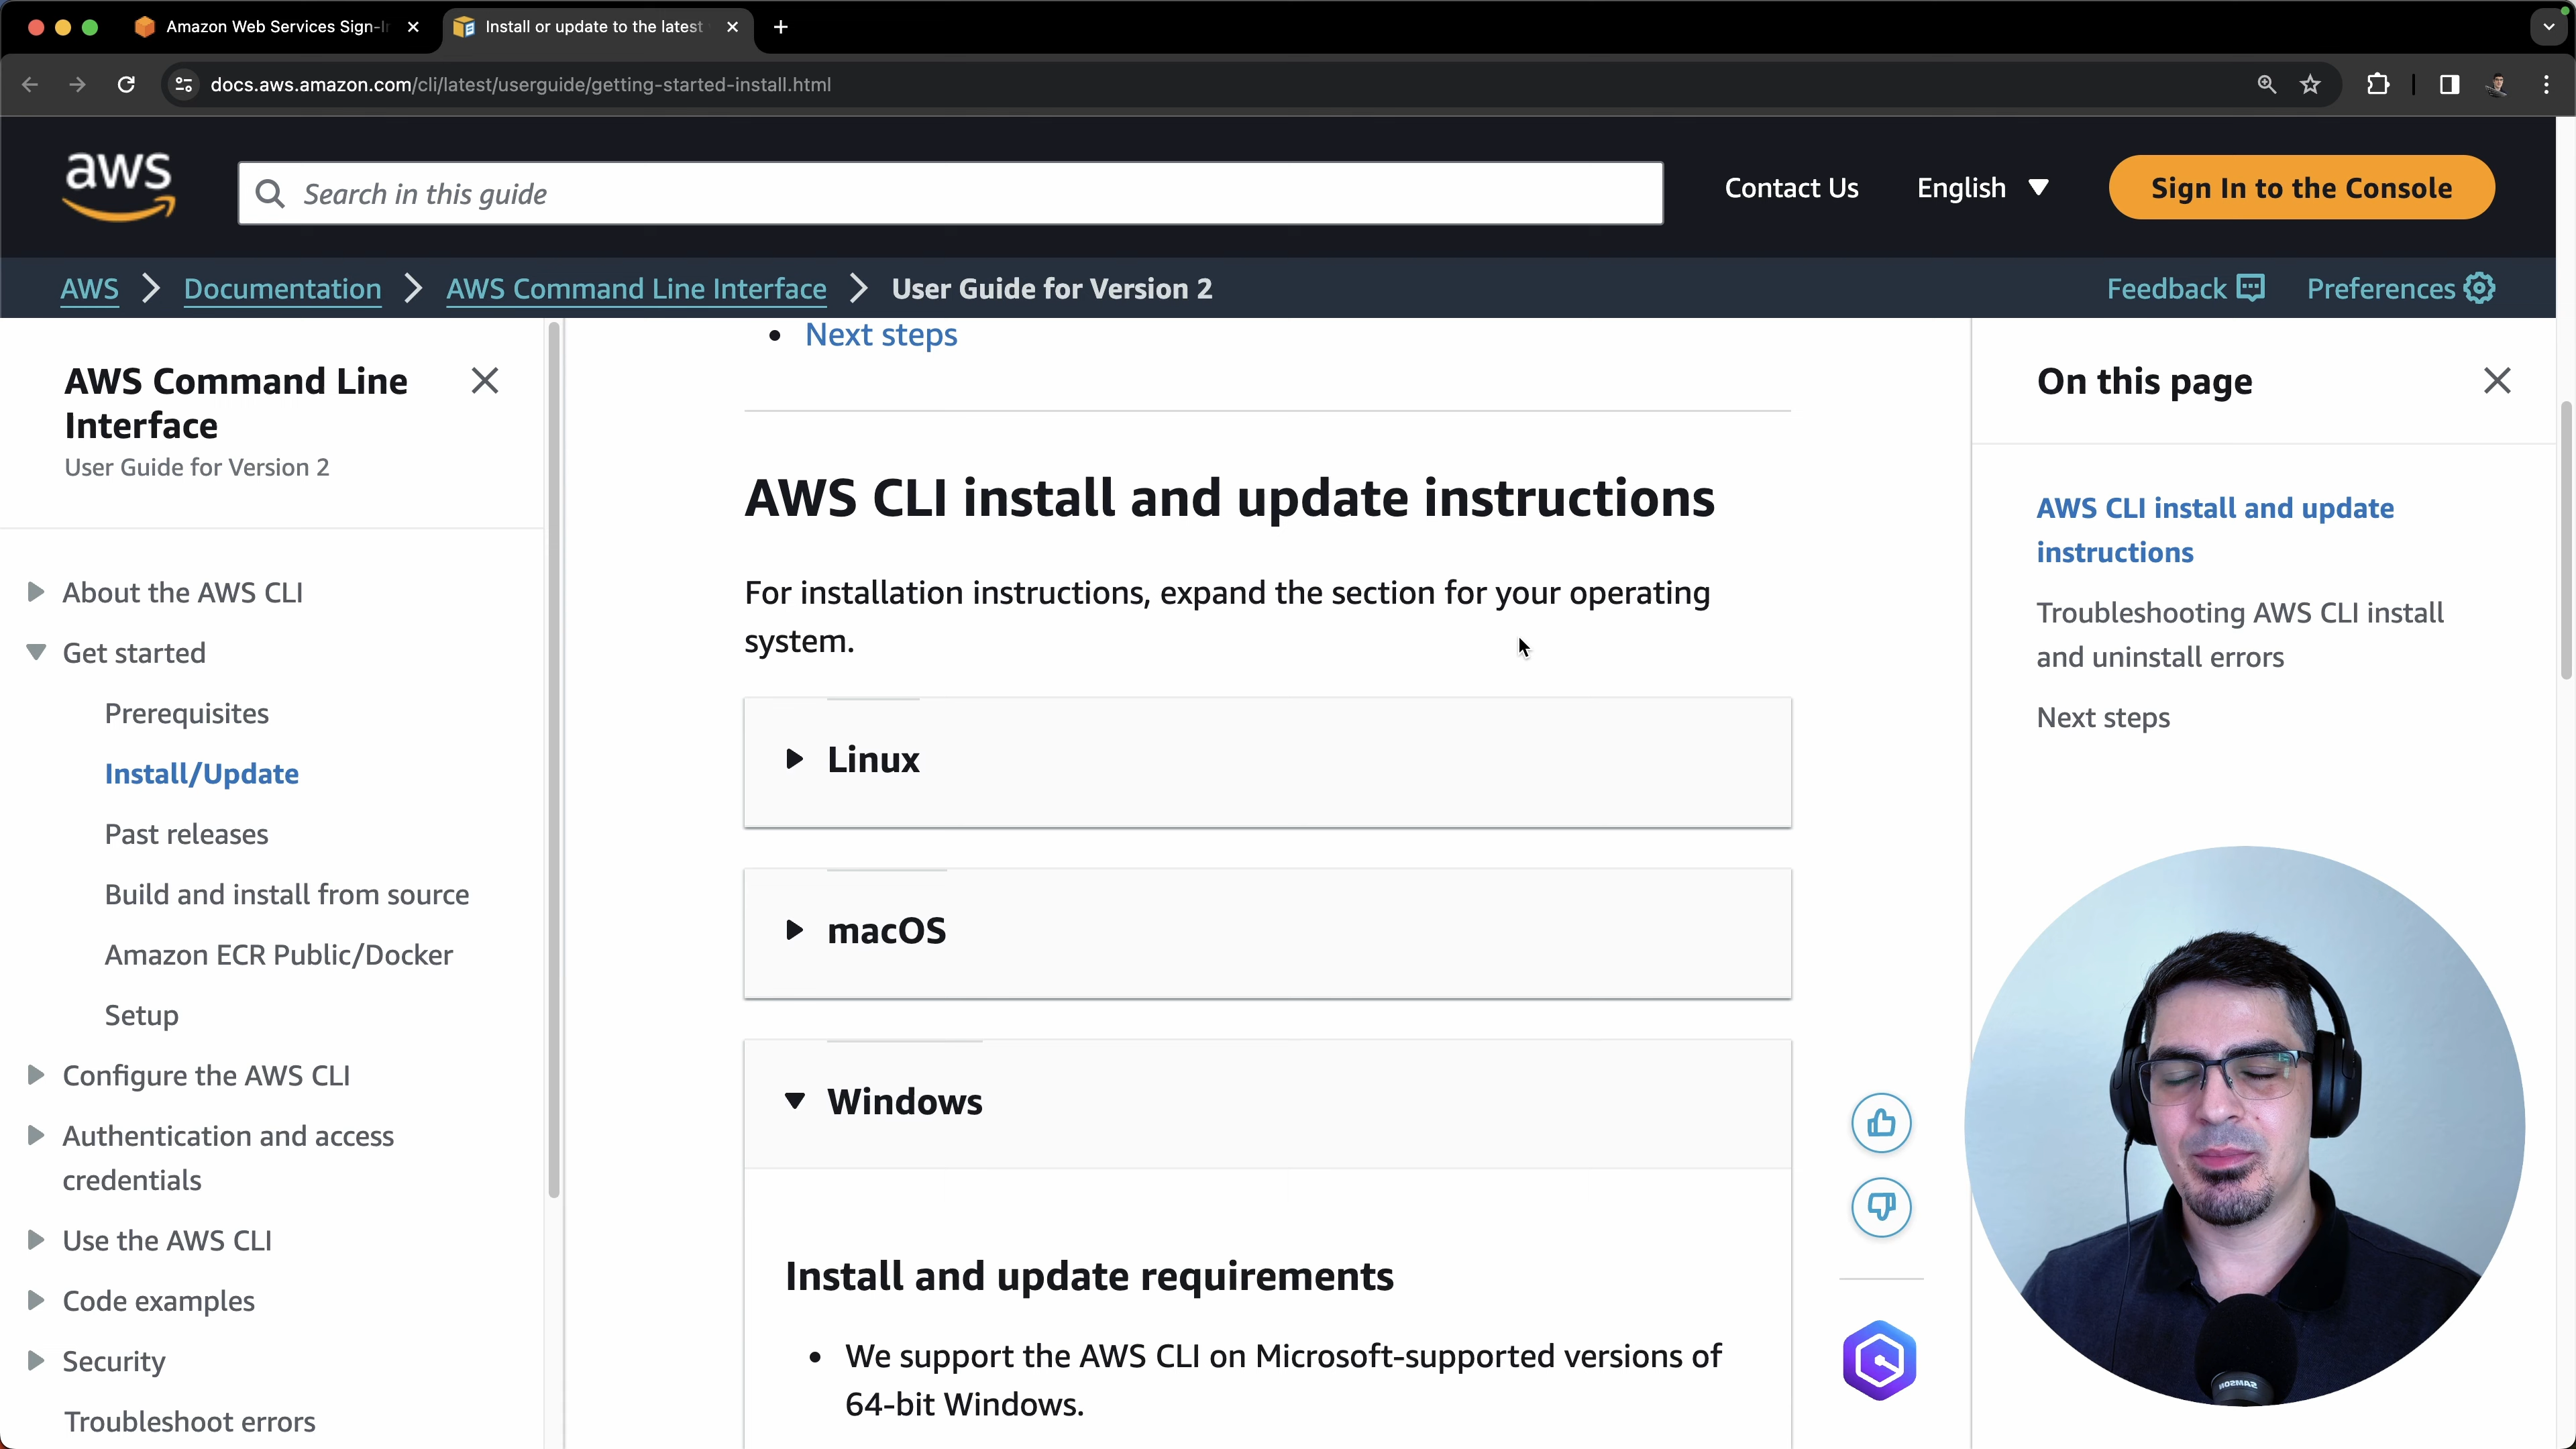 Amazon Web Services Sign-I
Install or update to the latest
docs.aws.amazon.com/cli/latest/userguide/getting-started-install.html
aws
Search in this guide
Contact Us
English
Sign In to the Console
AWS
Documentation
AWS Command Line Interface
User Guide for Version 2
Feedback
Preferences
AWS Command Line
Interface
User Guide for Version 2
About the AWS CLI
Get started
Prerequisites
Install/Update
Past releases
Build and install from source
Amazon ECR Public/Docker
Setup
Configure the AWS CLI
Authentication and access
credentials
Use the AWS CLI
Code examples
Security
Troubleshoot errors
• Next steps
AWS CLI install and update instructions
For installation instructions, expand the section for your operating
system.
Linux
macOS
Windows
Install and update requirements
• We support the AWS CLI on Microsoft-supported versions of
64-bit Windows.
On this page
AWS CLI install and update
instructions
Troubleshooting AWS CLI install
and uninstall errors
Next steps
SAMSON